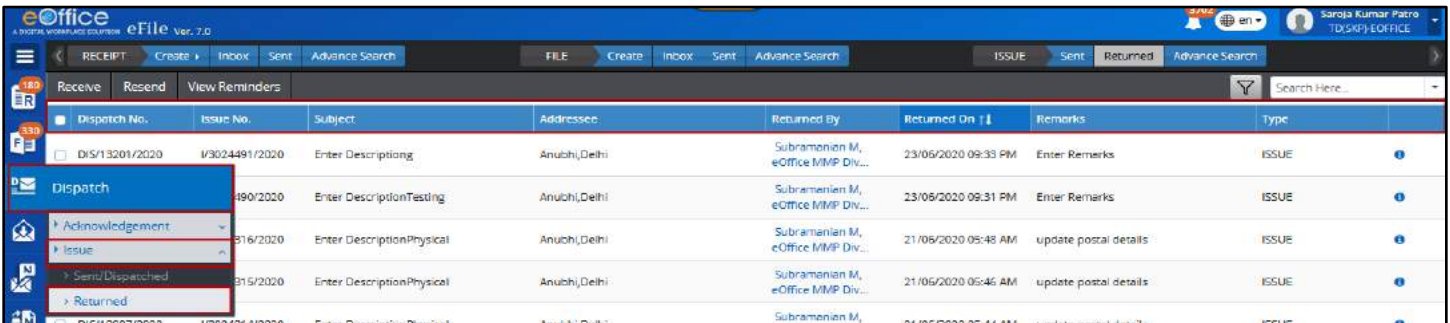 eOffice
A DIGITAL WORKPLACE SOLUTION eFile Ver. 7.0
3702 en Saroja Kumar Patro
TD(SKP)-EOFFICE
RECEIPT Create Inbox Sent Advance Search FILE Create Inbox Sent Advance Search ISSUE Sent Returned Advance Search
180 R Receive Resend View Reminders Search Here...
Dispatch No. Issue No. Subject Addressee Returned By Returned On Remarks Type
330 F
DIS/13201/2020 I/3024491/2020 Enter Descriptiong Anubhi,Delhi Subramanian M, eOffice MMP Div... 23/06/2020 09:33 PM Enter Remarks ISSUE
D Dispatch
490/2020 Enter DescriptionTesting Anubhi,Delhi Subramanian M, eOffice MMP Div... 23/06/2020 09:31 PM Enter Remarks ISSUE
Acknowledgement
316/2020 Enter DescriptionPhysical Anubhi,Delhi Subramanian M, eOffice MMP Div... 21/06/2020 05:48 AM update postal details ISSUE
Issue
N Sent/Dispatched
315/2020 Enter DescriptionPhysical Anubhi,Delhi Subramanian M, eOffice MMP Div... 21/06/2020 05:46 AM update postal details ISSUE
Returned
Subramanian M,